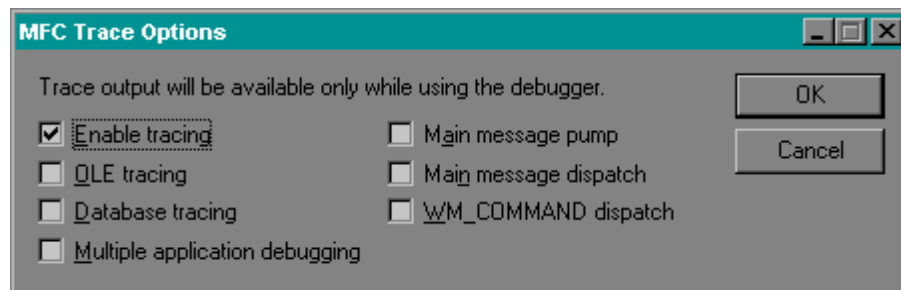 MFC Trace Options
Trace output will be available only while using the debugger.
OK
Enable tracing
Main message pump
Cancel
OLE tracing
Main message dispatch
Database tracing
WM_COMMAND dispatch
Multiple application debugging